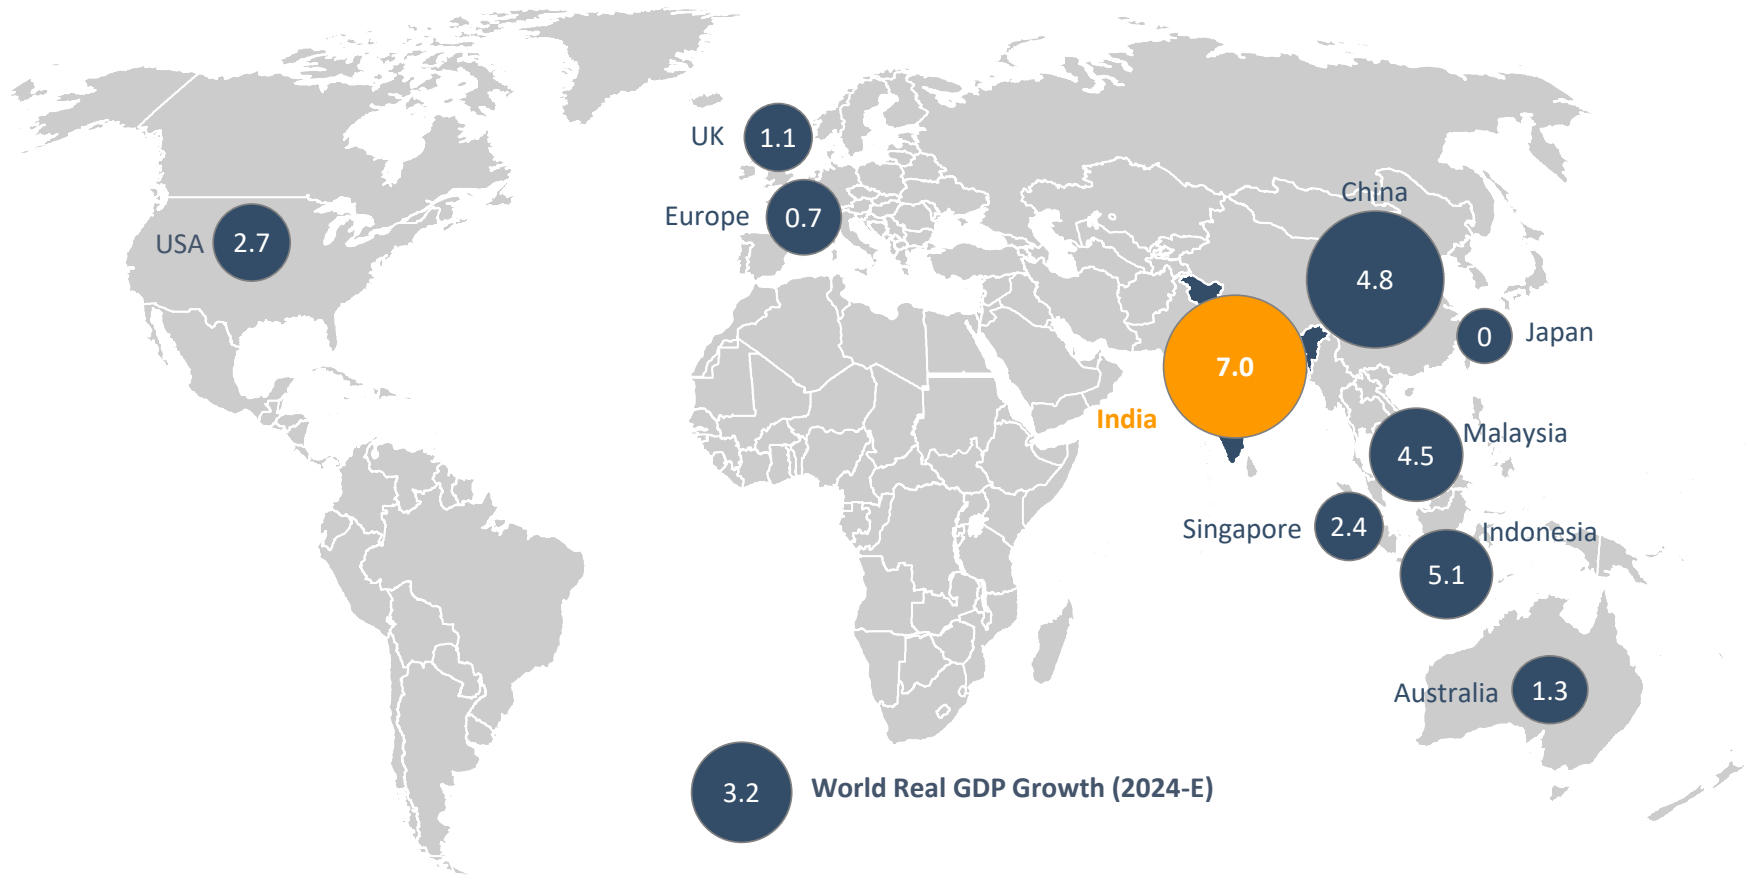 UK
1.1
China
Europe
0.7
USA
2.7
4.8
0
Japan
7.0
India
Malaysia
4.5
Singapore
2.4
Indonesia
5.1
Australia
1.3
3.2
World Real GDP Growth (2024-E)